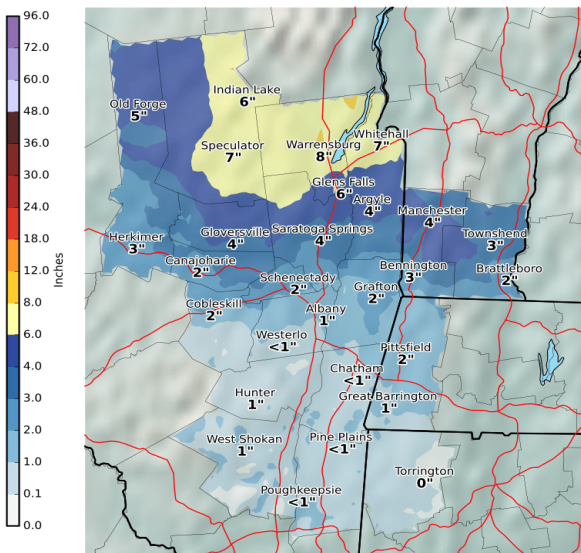 96.0
72.0
60.0
48.0
36.0
30.0
24.0
18.0
12.0
8.0
6.0
4.0
3.0
2.0
1.0
0.1
0.0
Inches
Indian Lake
6"
Old Forge
5"
Speculator
7"
Warrensburg
8"
Whitehall
7"
Glens Falls
6"
Argyle
4"
Manchester
4"
Herkimer
3"
Gloversville
4"
Saratoga Springs
4"
Townshend
3"
Canajoharie
2"
Bennington
3"
Brattleboro
2"
Schenectady
2"
Grafton
2"
Cobleskill
2"
Albany
1"
Westerlo
<1"
Pittsfield
2"
Chatham
<1"
Hunter
1"
Great Barrington
1"
West Shokan
1"
Pine Plains
<1"
Torrington
0"
Poughkeepsie
<1"